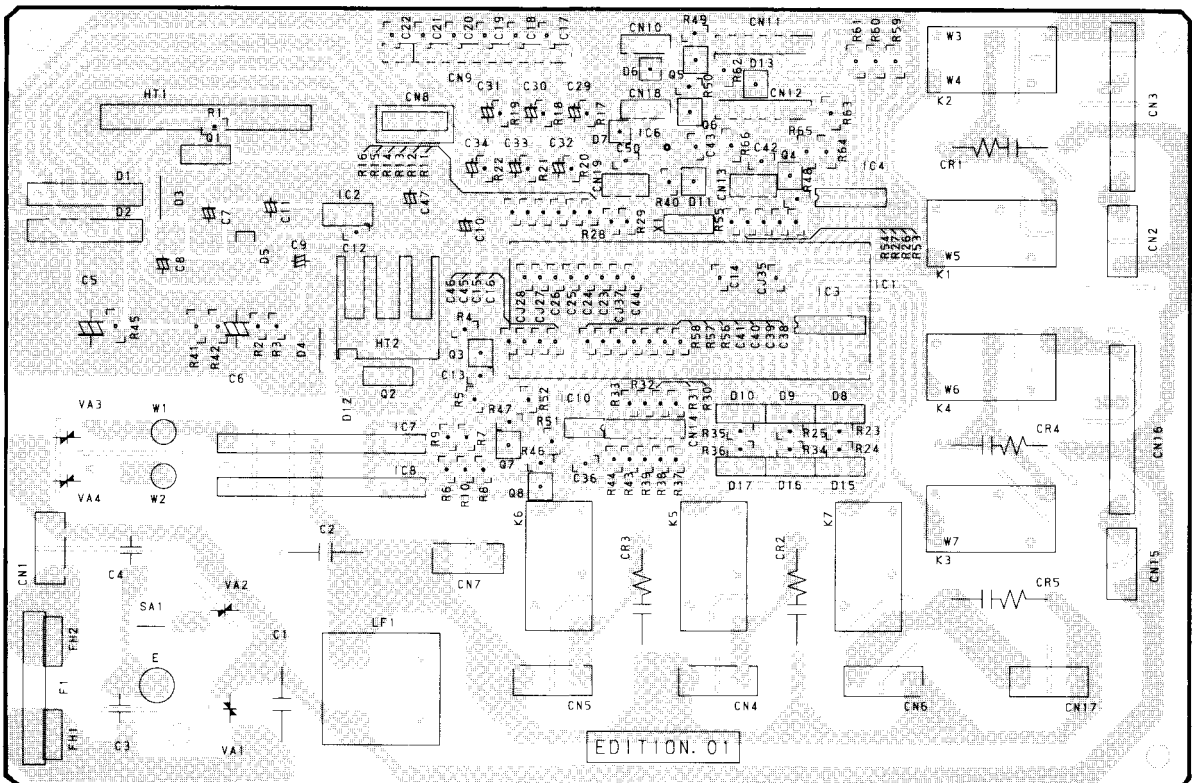 C22 C21 C20 C19 C18 C17
CN10 R49 CN11
R61 R60 R59
W3
CN9
D6 Q5 R50 R62 D13
W4
K2
CN3
HT1
R1
Q1
CN8
C31 R19 C30 R18 C29 R17
CN18 Q6 CN12 R63
D7 IC6
R16 R15 R14 R13 R12 R11
C34 R22 C33 R21 C32 R20
C50 C43 R66 C42 Q4 R65 R64
CN19 CN13 R48 IC4
CR1
D1
D2
D3
C7
C11
IC2
C47
C10
R28 R29 R40 D11 X1 R55
R54 R27 R26 R53
W5
K1
CN2
C5
C8
D5
C9
C12
C46 C45 C15 C16
CJ28 CJ27 C26 C25 C24 C23 CJ37 C44
C14 CJ35
IC3
IC1
R45
R41 R42 R2 R3
C6
D4
HT2
R4
Q3
C13
R58 R57 R56 C41 C40 C39 C38
W6
K4
D12
Q2
R5
R47
R52
R51
R33 R32 R31 R30
D10 D9 D8
VA3
W1
IC7
R9 R7
CN14
R35 R25 R23
R36 R34 R24
CR4
CN16
VA4
W2
IC8
R6 R10 R8
Q7
R46
Q8
C36
R44 R43 R39 R38 R37
D17 D16 D15
K6
K5
K7
W7
K3
CN1
C4
C2
CN7
CR3
CR2
CN15
SA1
VA2
CR5
FH2
F1
FH1
E
C1
LF1
C3
VA1
CN5
CN4
CN6
CN17
EDITION. 01